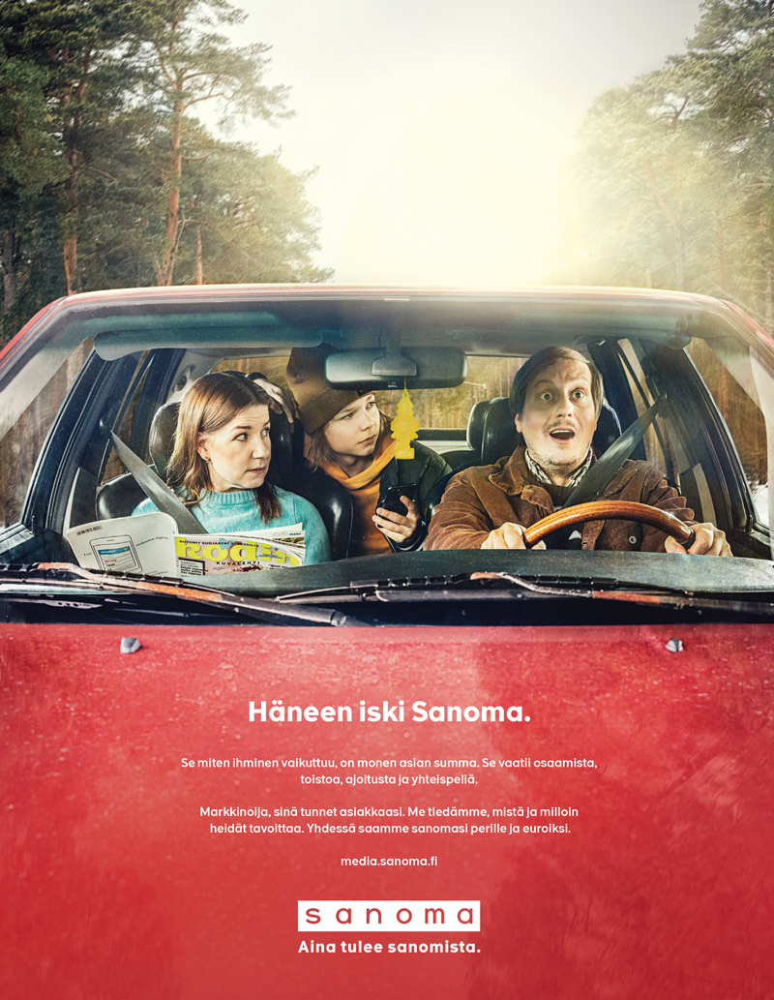 KUVALEHTI
Häneen iski Sanoma.
Se miten ihminen vaikuttuu, on monen asian summa. Se vaatii osaamista,
toistoa, ajoitusta ja yhteispeliä.
Markkinoija, sinä tunnet asiakkaasi. Me tiedämme, mistä ja milloin
heidät tavoittaa. Yhdessä saamme sanomasi perille ja euroiksi.
media.sanoma.fi
sanoma
Aina tulee sanomista.